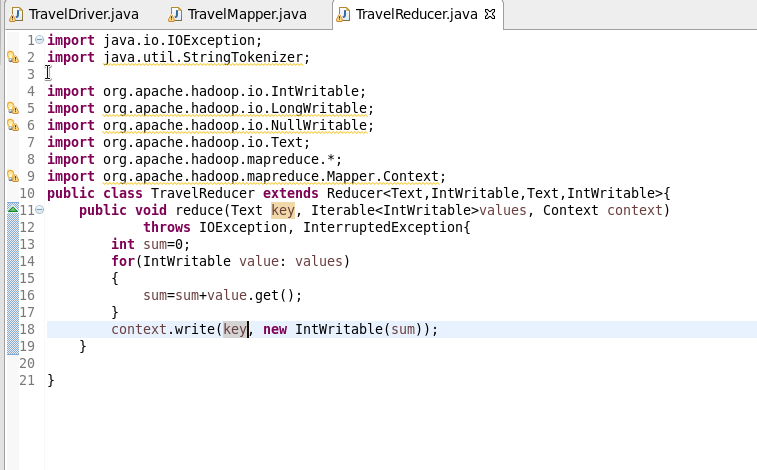 TravelDriver.java TravelMapper.java TravelReducer.java
1 import java.io.IOException;
2 import java.util.StringTokenizer;
3
4 import org.apache.hadoop.io.IntWritable;
5 import org.apache.hadoop.io.LongWritable;
6 import org.apache.hadoop.io.NullWritable;
7 import org.apache.hadoop.io.Text;
8 import org.apache.hadoop.mapreduce.*;
9 import org.apache.hadoop.mapreduce.Mapper.Context;
10 public class TravelReducer extends Reducer<Text,IntWritable,Text,IntWritable>{
11     public void reduce(Text key, Iterable<IntWritable>values, Context context)
12             throws IOException, InterruptedException{
13         int sum=0;
14         for(IntWritable value: values)
15         {
16             sum=sum+value.get();
17         }
18         context.write(key, new IntWritable(sum));
19     }
20
21 }